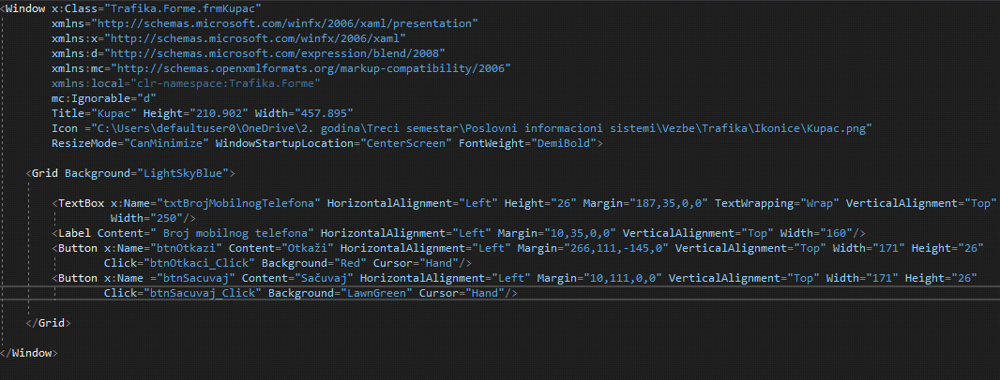 <Window x:Class="Trafika.Forme.frmKupac"
xmlns="http://schemas.microsoft.com/winfx/2006/xaml/presentation"
xmlns:x="http://schemas.microsoft.com/winfx/2006/xaml"
xmlns:d="http://schemas.microsoft.com/expression/blend/2008"
xmlns:mc="http://schemas.openxmlformats.org/markup-compatibility/2006"
xmlns:local="clr-namespace:Trafika.Forme"
mc:Ignorable="d"
Title="Kupac" Height="210.902" Width="457.895"
Icon ="C:\Users\defaultuser0\OneDrive\2. godina\Treci semestar\Poslovni informacioni sistemi\Vezbe\Trafika\Ikonice\Kupac.png"
ResizeMode="CanMinimize" WindowStartupLocation="CenterScreen" FontWeight="DemiBold">
<Grid Background="LightSkyBlue">
<TextBox x:Name="txtBrojMobilnogTelefona" HorizontalAlignment="Left" Height="26" Margin="187,35,0,0" TextWrapping="Wrap" VerticalAlignment="Top"
Width="250"/>
<Label Content=" Broj mobilnog telefona" HorizontalAlignment="Left" Margin="10,35,0,0" VerticalAlignment="Top" Width="160"/>
<Button x:Name="btnOtkazi" Content="Otkaži" HorizontalAlignment="Left" Margin="266,111,-145,0" VerticalAlignment="Top" Width="171" Height="26"
Click="btnOtkaci_Click" Background="Red" Cursor="Hand"/>
<Button x:Name ="btnSacuvaj" Content="Sačuvaj" HorizontalAlignment="Left" Margin="10,111,0,0" VerticalAlignment="Top" Width="171" Height="26"
Click="btnSacuvaj_Click" Background="LawnGreen" Cursor="Hand"/>
</Grid>
</Window>